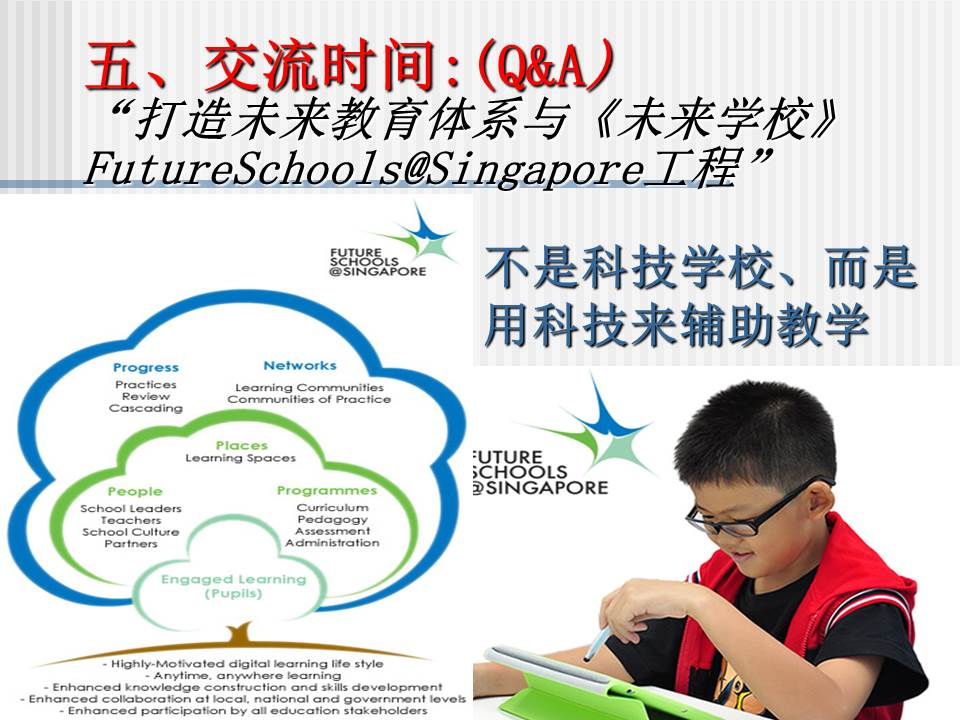 五、交流时间:(Q&A)
“打造未来教育体系与《未来学校》
FutureSchools@Singapore工程”
不是科技学校、而是
用科技来辅助教学
FUTURE
SCHOOLS
@SINGAPORE
Progress
Practices
Review
Cascading
Networks
Learning Communities
Communities of Practice
Places
Learning Spaces
People
School Leaders
Teachers
School Culture
Partners
Programmes
Curriculum
Pedagogy
Assessment
Administration
Engaged Learning
(Pupils)
- Highly-Motivated digital learning life style
- Anytime, anywhere learning
- Enhanced knowledge construction and skills development
- Enhanced collaboration at local, national and government levels
- Enhanced participation by all education stakeholders
FUTURE
SCHOOLS
@SINGAPORE